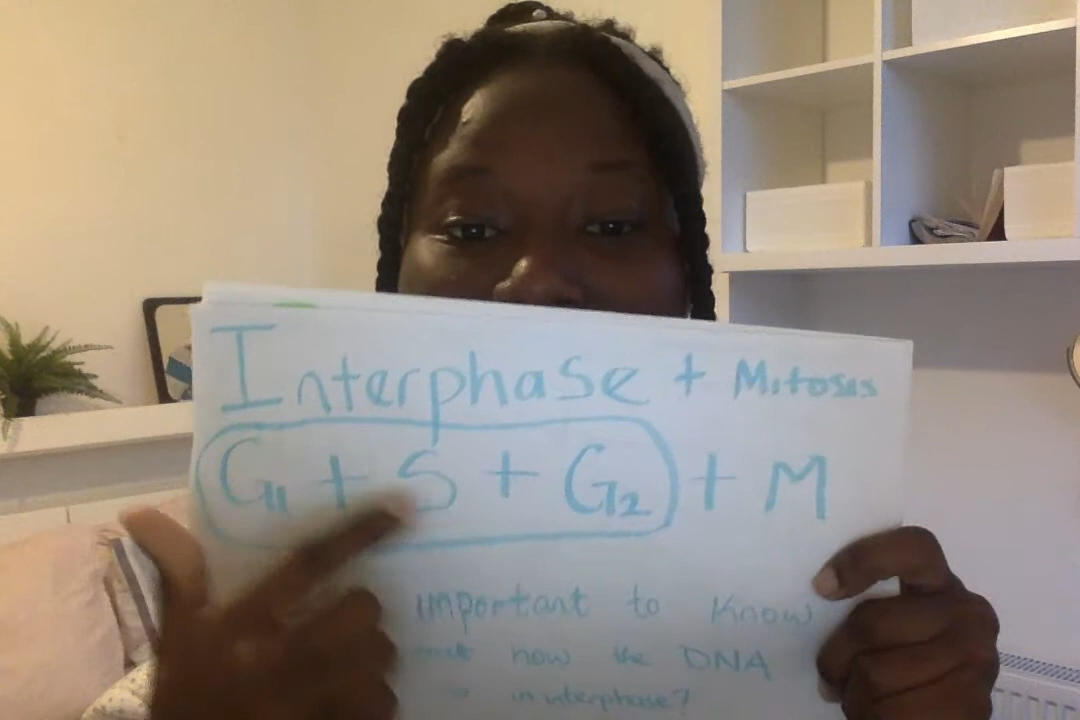 Interphase + Mitosis
G1 + S + G2 + M
important to know
how the DNA
in interphase?